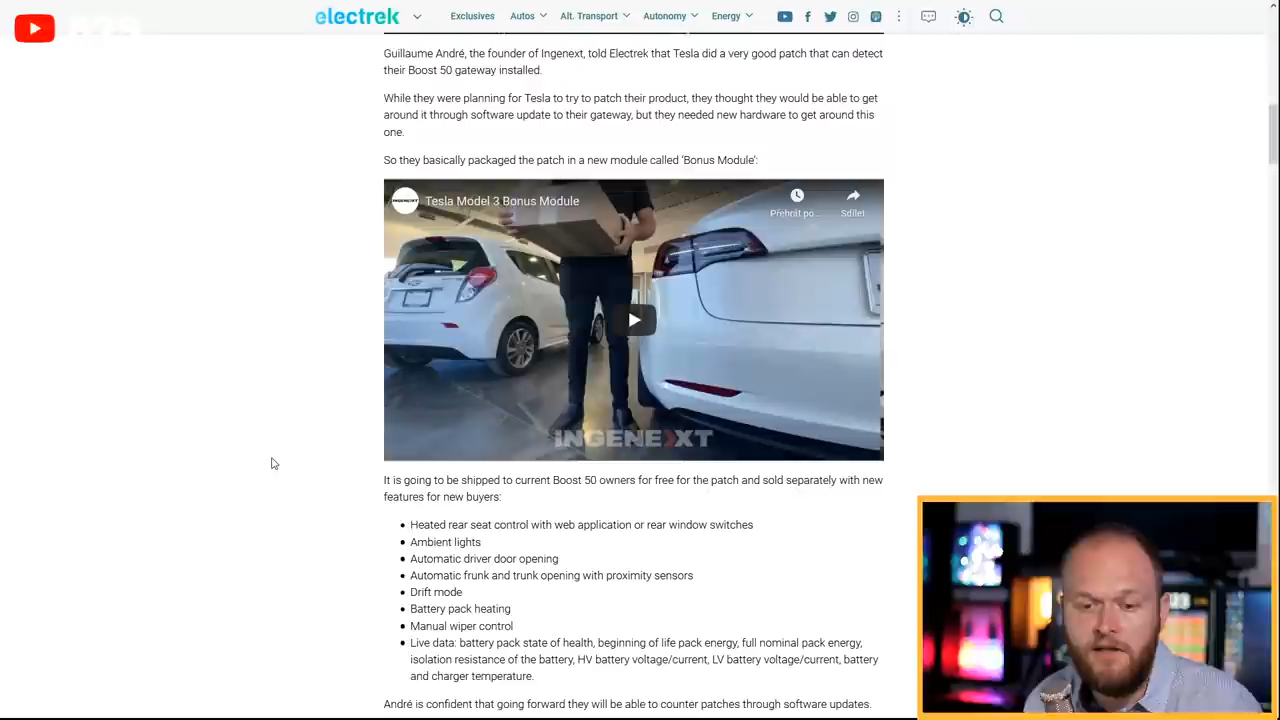 electrek
Exclusives Autos Alt. Transport Autonomy Energy
Guillaume André, the founder of Ingenext, told Electrek that Tesla did a very good patch that can detect
their Boost 50 gateway installed.
While they were planning for Tesla to try to patch their product, they thought they would be able to get
around it through software update to their gateway, but they needed new hardware to get around this
one.
So they basically packaged the patch in a new module called ‘Bonus Module’:
INGENEXT
Tesla Model 3 Bonus Module
Přehrát po...
Sdílet
INGENEXT
It is going to be shipped to current Boost 50 owners for free for the patch and sold separately with new
features for new buyers:
Heated rear seat control with web application or rear window switches
Ambient lights
Automatic driver door opening
Automatic frunk and trunk opening with proximity sensors
Drift mode
Battery pack heating
Manual wiper control
Live data: battery pack state of health, beginning of life pack energy, full nominal pack energy,
isolation resistance of the battery, HV battery voltage/current, LV battery voltage/current, battery
and charger temperature.
André is confident that going forward they will be able to counter patches through software updates.